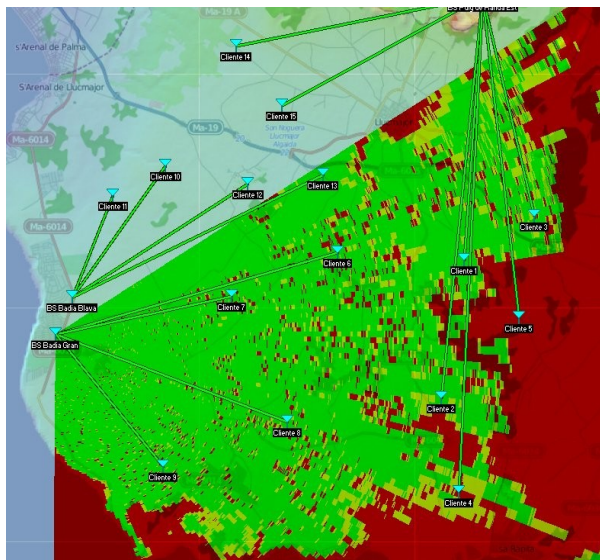 BS Puig de Randa Est
s'Arenal de Palma
Cliente 14
S'Arenal de Llucmajor
Cliente 15
Ma-19
Ma-6014
Cliente 10
Cliente 13
Cliente 12
Cliente 11
Cliente 3
Ma-6014
Cliente 6
Cliente 1
BS Badia Blava
Cliente 7
Cliente 5
BS Badia Gran
Cliente 2
Cliente 8
Cliente 9
Cliente 4